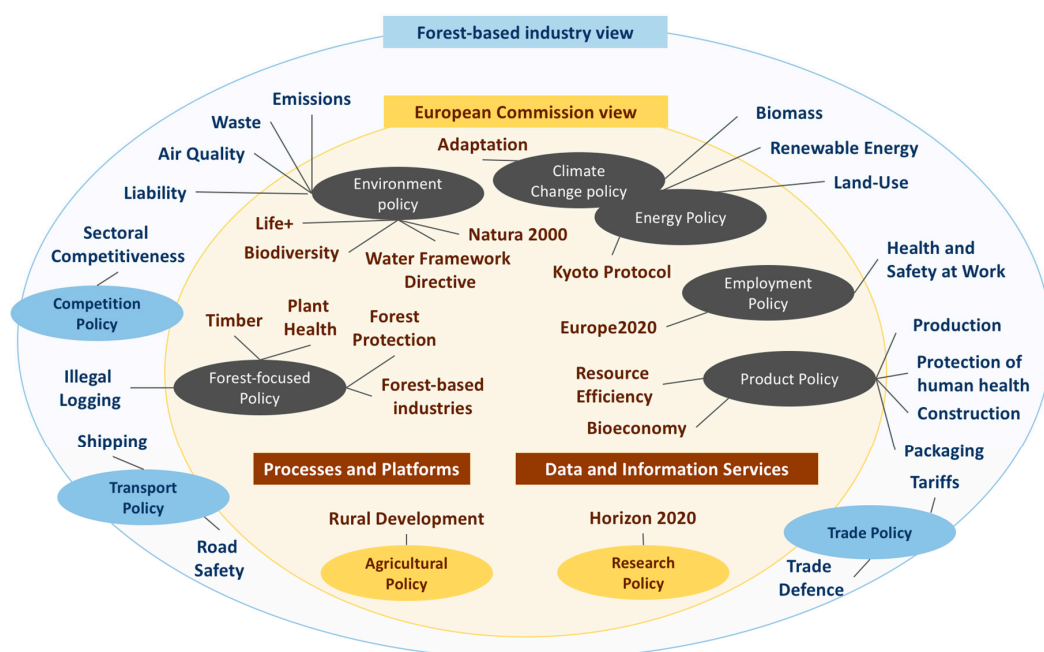 Forest-based industry view
European Commission view
Emissions
Waste
Air Quality
Liability
Environment
policy
Life+
Biodiversity
Water Framework
Directive
Natura 2000
Adaptation
Climate
Change policy
Energy Policy
Kyoto Protocol
Biomass
Renewable Energy
Land-Use
Sectoral
Competitiveness
Competition
Policy
Health and
Safety at Work
Employment
Policy
Europe2020
Timber
Plant
Health
Forest
Protection
Illegal
Logging
Forest-focused
Policy
Forest-based
industries
Resource
Efficiency
Bioeconomy
Product Policy
Production
Protection of
human health
Construction
Packaging
Shipping
Transport
Policy
Road
Safety
Processes and Platforms
Data and Information Services
Rural Development
Agricultural
Policy
Horizon 2020
Research
Policy
Tariffs
Trade Policy
Trade
Defence